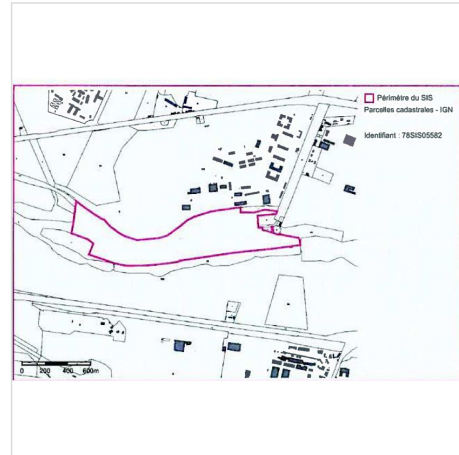 Périmètre du SIS
Parcelles cadastrales - IGN
Identifiant : 78SIS05582
0 200 400 600m